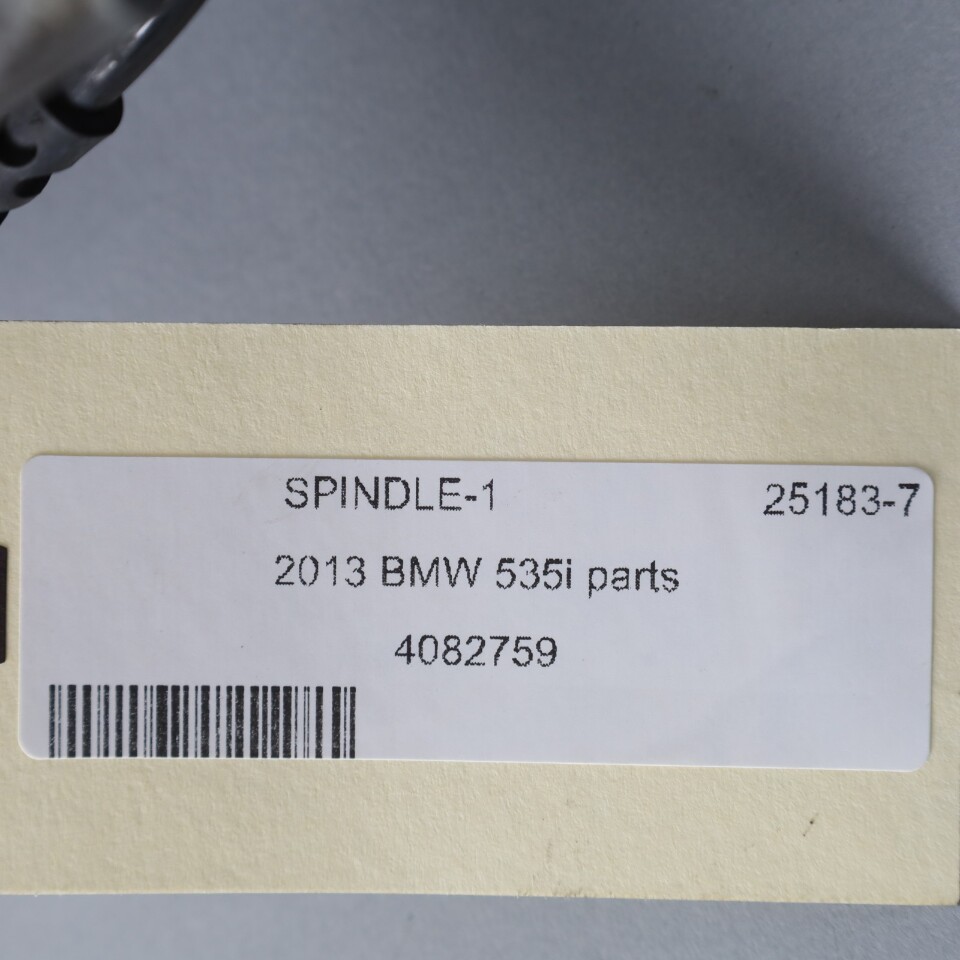 SPINDLE-1 25183-7
2013 BMW 535i parts
4082759